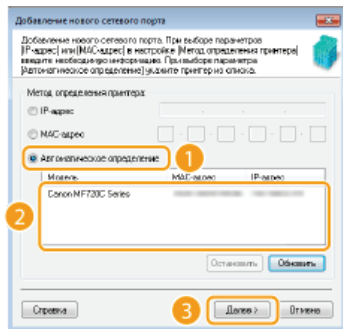 Добавление нового сетевого порта
Добавление нового сетевого порта. При выборе параметров
[IP-адрес] или [MAC-адрес] в настройке [Метод определения принтера]
введите необходимую информацию. При выборе параметра
[Автоматическое определение] укажите принтер из списка.
Метод определения принтера:
IP-адрес
MAC-адрес
Автоматическое определение
1
Модель MAC-адрес IP-адрес
Canon MF720C Series
2
Остановить Обновить
Справка
3
Далее > Отмена